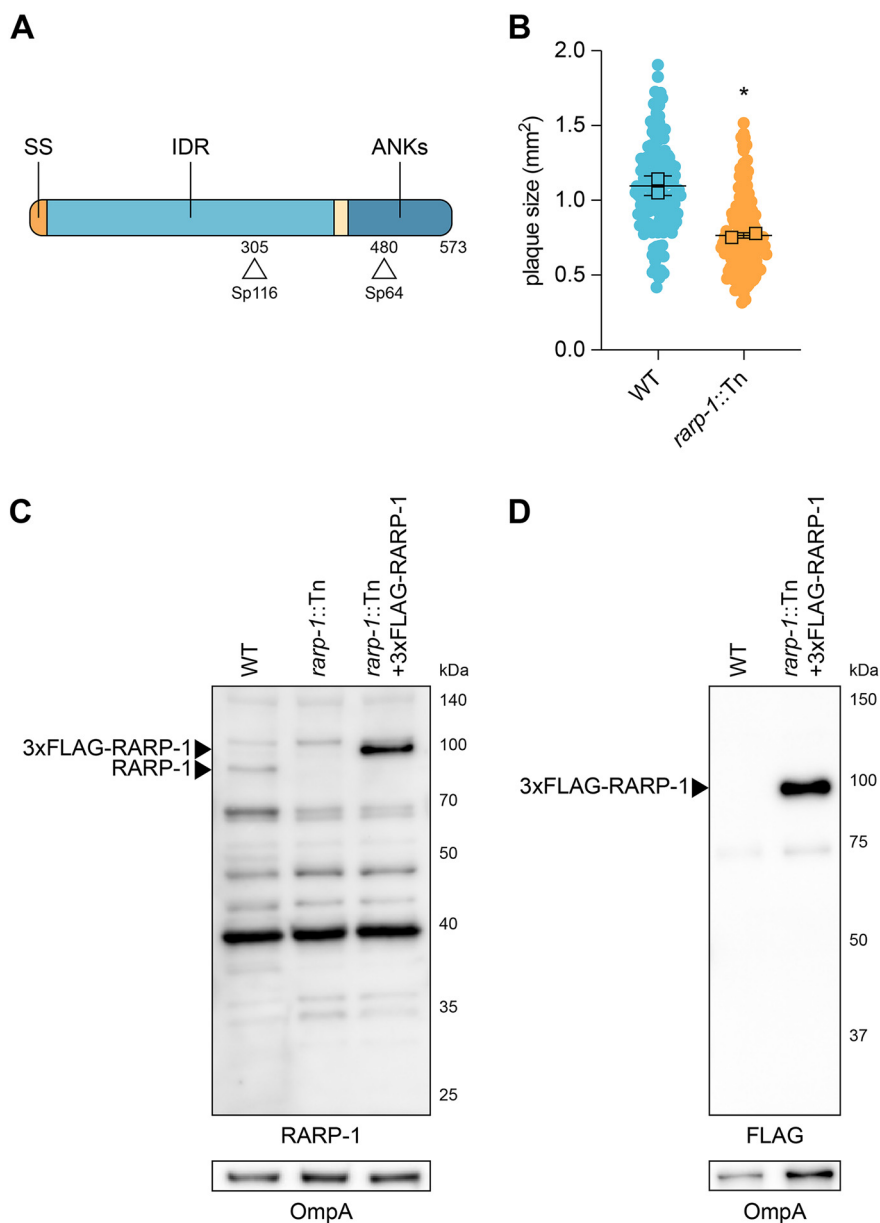 A
SS IDR ANKs
305 480 573
Sp116 Sp64
B
plaque size (mm²)
2.0
1.5
1.0
0.5
0.0
*
WT
rarp-1::Tn
C
WT
rarp-1::Tn
rarp-1::Tn
+3xFLAG-RARP-1
kDa
3xFLAG-RARP-1
RARP-1
140
100
70
50
40
35
25
RARP-1
OmpA
D
WT
rarp-1::Tn
+3xFLAG-RARP-1
kDa
3xFLAG-RARP-1
150
100
75
50
37
FLAG
OmpA